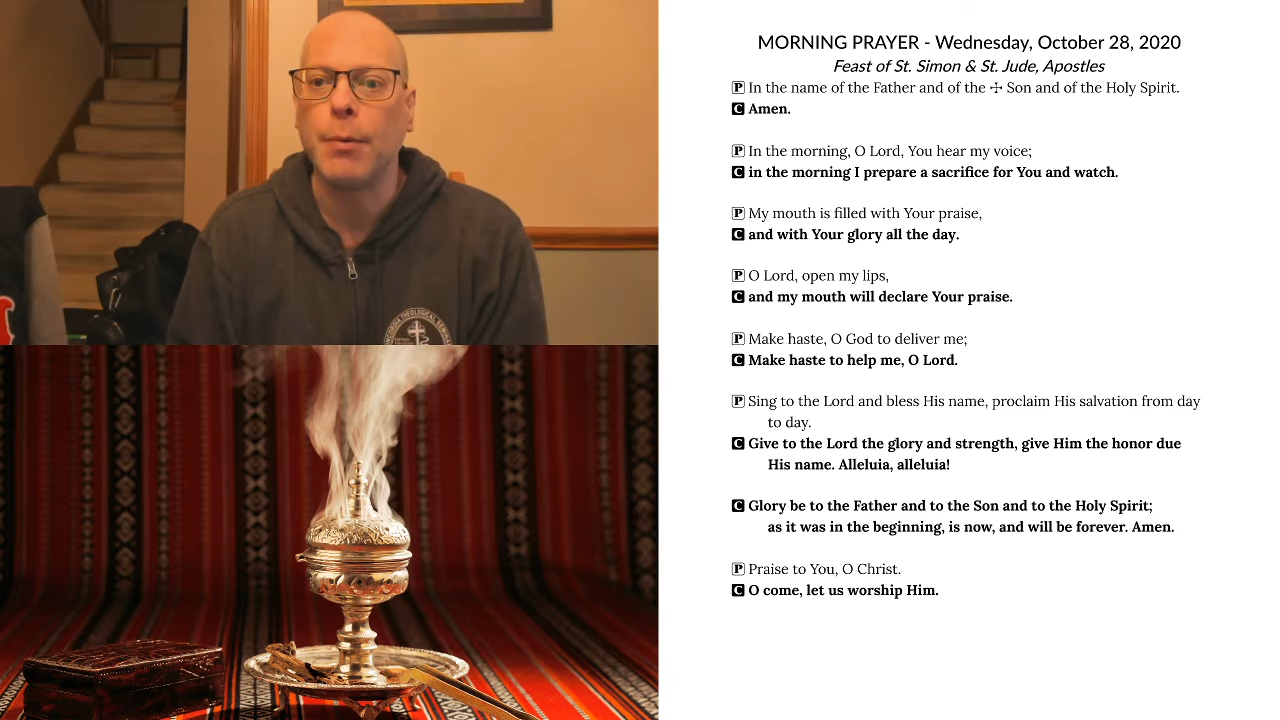 MORNING PRAYER - Wednesday, October 28, 2020
Feast of St. Simon & St. Jude, Apostles
P In the name of the Father and of the ☩ Son and of the Holy Spirit.
C Amen.
P In the morning, O Lord, You hear my voice;
C in the morning I prepare a sacrifice for You and watch.
P My mouth is filled with Your praise,
C and with Your glory all the day.
P O Lord, open my lips,
C and my mouth will declare Your praise.
P Make haste, O God to deliver me;
C Make haste to help me, O Lord.
P Sing to the Lord and bless His name, proclaim His salvation from day
to day.
C Give to the Lord the glory and strength, give Him the honor due
His name. Alleluia, alleluia!
C Glory be to the Father and to the Son and to the Holy Spirit;
as it was in the beginning, is now, and will be forever. Amen.
P Praise to You, O Christ.
C O come, let us worship Him.
THEOLOGICAL